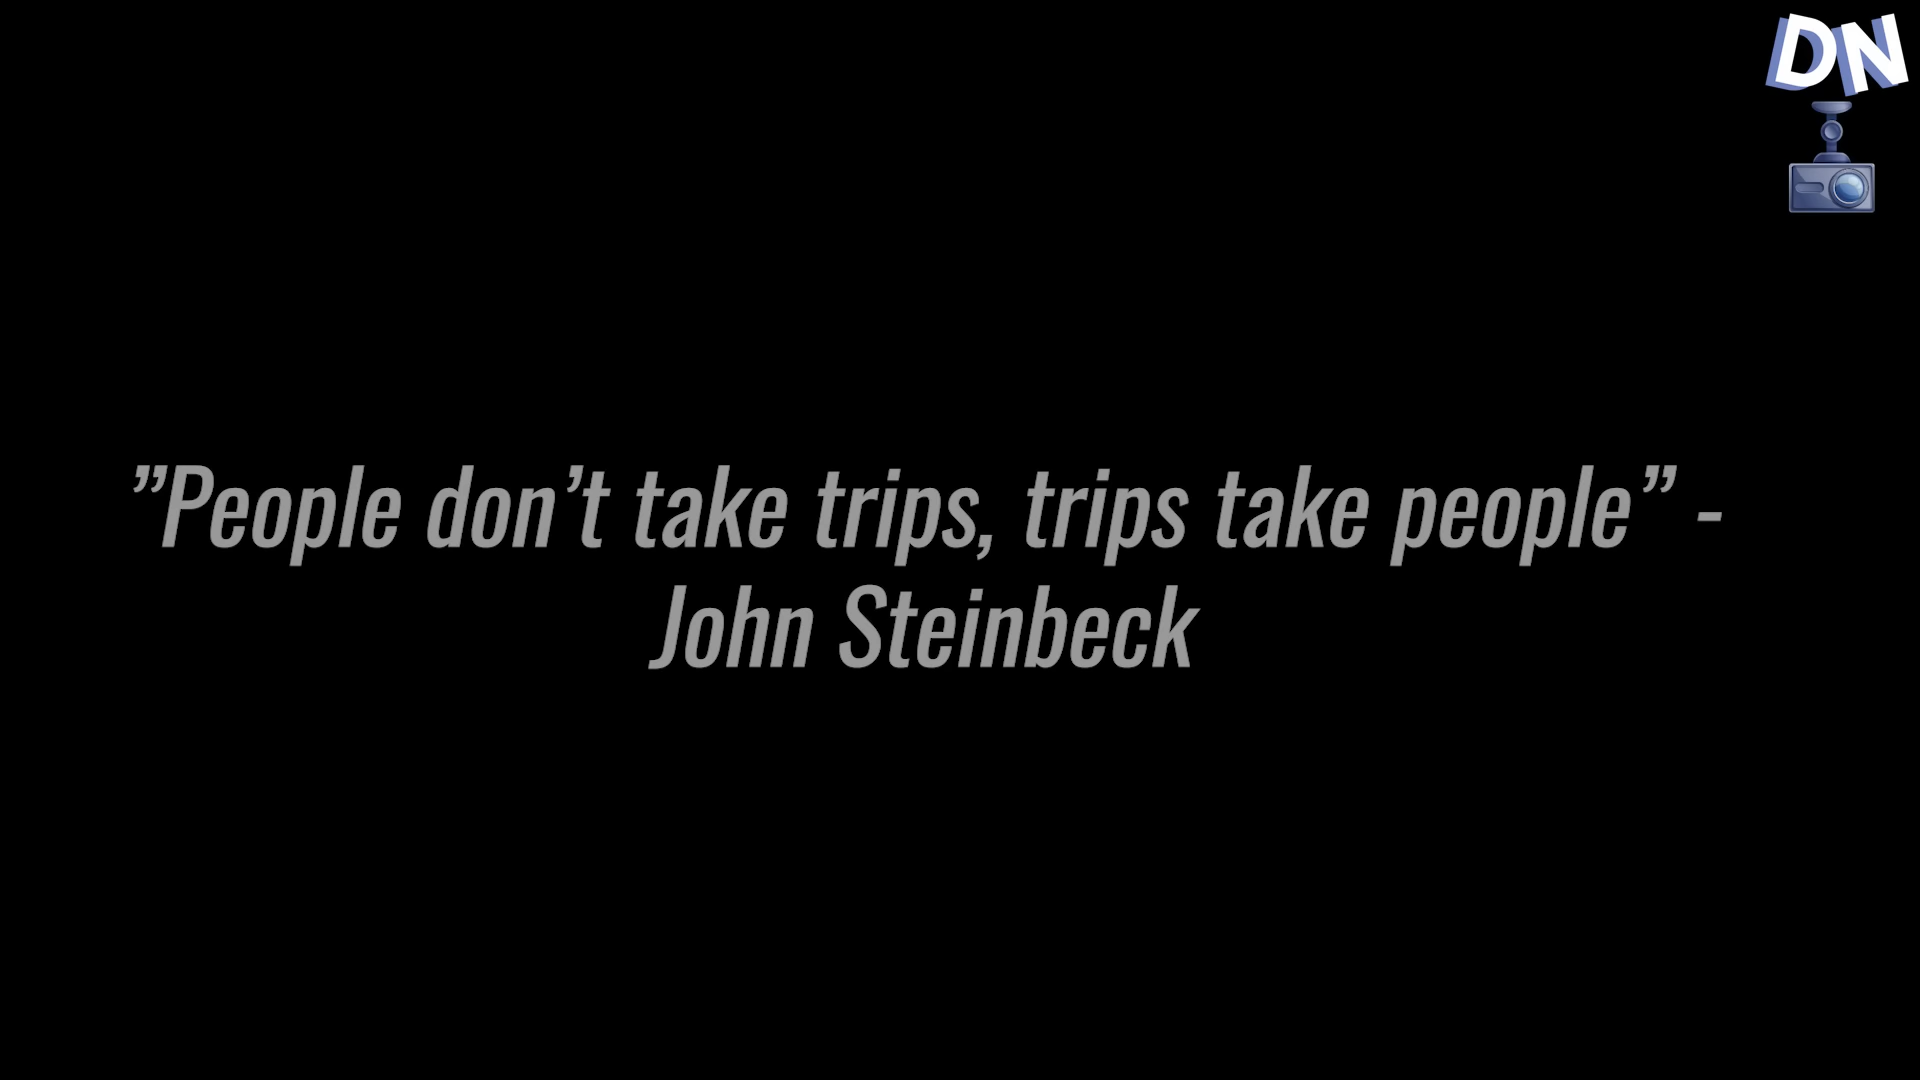 DN
”People don’t take trips, trips take people” -
John Steinbeck